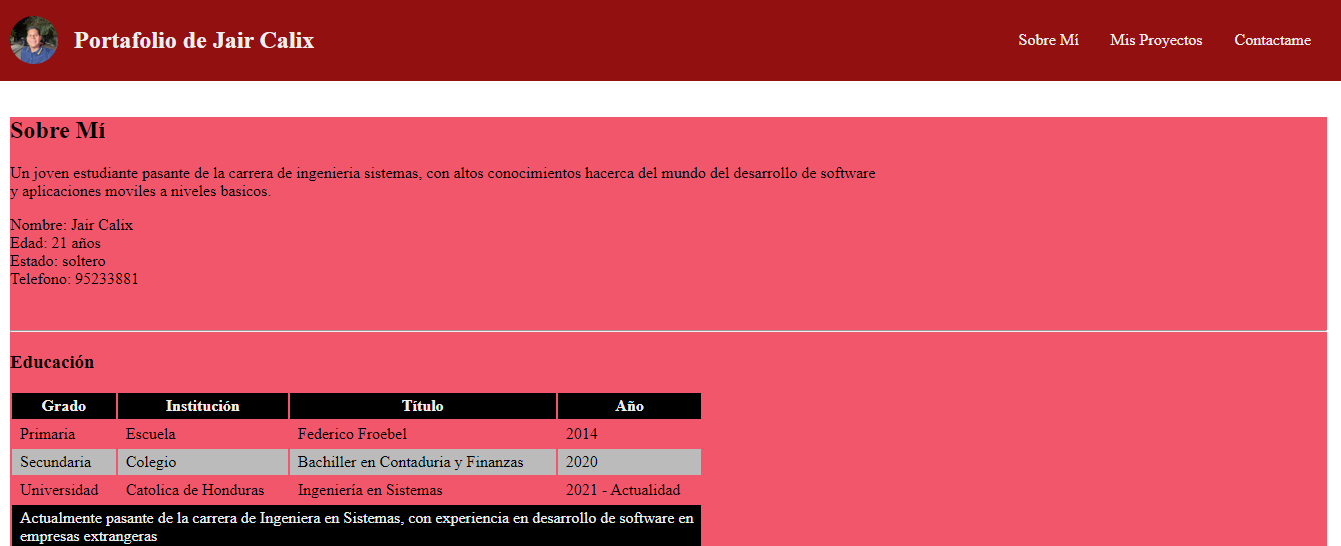 Portafolio de Jair Calix
Sobre Mí Mis Proyectos Contactame
Sobre Mí
Un joven estudiante pasante de la carrera de ingenieria sistemas, con altos conocimientos hacerca del mundo del desarrollo de software
y aplicaciones moviles a niveles basicos.
Nombre: Jair Calix
Edad: 21 años
Estado: soltero
Telefono: 95233881
Educación
Grado Institución Título Año
Primaria Escuela Federico Froebel 2014
Secundaria Colegio Bachiller en Contaduria y Finanzas 2020
Universidad Catolica de Honduras Ingeniería en Sistemas 2021 - Actualidad
Actualmente pasante de la carrera de Ingeniera en Sistemas, con experiencia en desarrollo de software en
empresas extrangeras